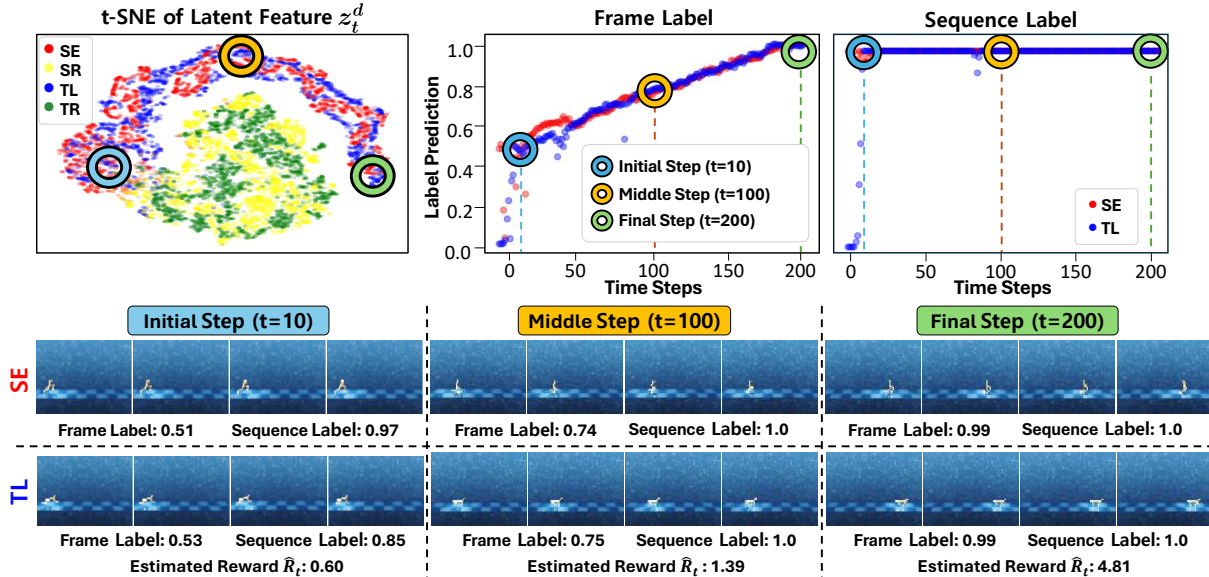 t-SNE of Latent Feature z_t^d
SE
SR
TL
TR
Frame Label
Label Prediction
1.0
0.8
0.6
0.4
0.2
0.0
0
50
100
150
200
Time Steps
Initial Step (t=10)
Middle Step (t=100)
Final Step (t=200)
Sequence Label
0
50
100
150
200
Time Steps
SE
TL
Initial Step (t=10)
Middle Step (t=100)
Final Step (t=200)
SE
Frame Label: 0.51 Sequence Label: 0.97
Frame Label: 0.74 Sequence Label: 1.0
Frame Label: 0.99 Sequence Label: 1.0
TL
Frame Label: 0.53 Sequence Label: 0.85
Frame Label: 0.75 Sequence Label: 1.0
Frame Label: 0.99 Sequence Label: 1.0
Estimated Reward R̂_t: 0.60
Estimated Reward R̂_t: 1.39
Estimated Reward R̂_t: 4.81